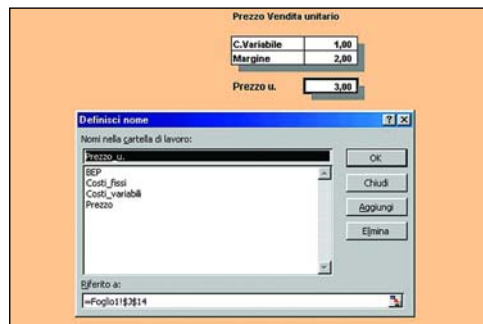 Prezzo Vendita unitario
C.Variabile 1,00
Margine 2,00
Prezzo u. 3,00
Definisci nome
Nomi nella cartella di lavoro:
Prezzo_u.
OK
BEP
Costi_fissi
Costi_variabili
Prezzo
Chiudi
Aggiungi
Elimina
Riferito a:
=Foglio1!$J$14